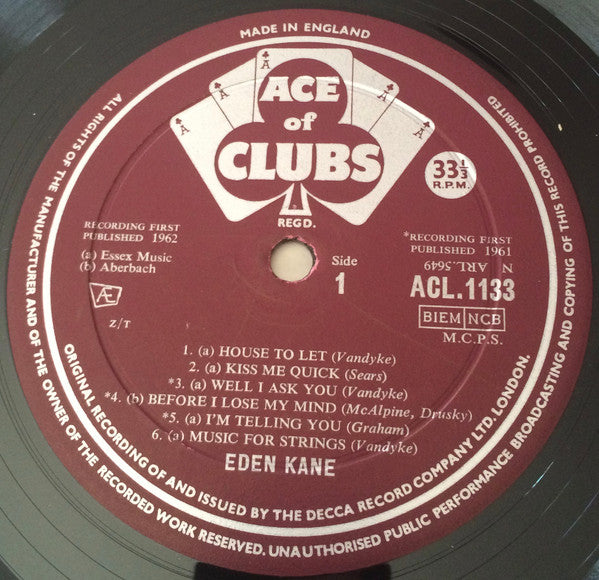 MADE IN ENGLAND
ALL RIGHTS OF THE MANUFACTURER AND OF THE OWNER OF THE RECORDED WORK RESERVED. UNAUTHORISED PUBLIC PERFORMANCE BROADCASTING AND COPYING OF THIS RECORD PROHIBITED
ORIGINAL RECORDING OF AND ISSUED BY THE DECCA RECORD COMPANY LTD. LONDON.
A A A A
ACE
of
CLUBS
REGD.
33 1/3
R.P.M.
RECORDING FIRST
PUBLISHED 1962
(a) Essex Music
(b) Aberbach
Æ
Z/T
Side
1
*RECORDING FIRST
PUBLISHED 1961
N ARL.5649
ACL.1133
BIEM NCB
M.C.P.S.
1. (a) HOUSE TO LET (Vandyke)
2. (a) KISS ME QUICK (Sears)
*3. (a) WELL I ASK YOU (Vandyke)
*4. (b) BEFORE I LOSE MY MIND (McAlpine, Drusky)
*5. (a) I'M TELLING YOU (Graham)
6. (a) MUSIC FOR STRINGS (Vandyke)
EDEN KANE